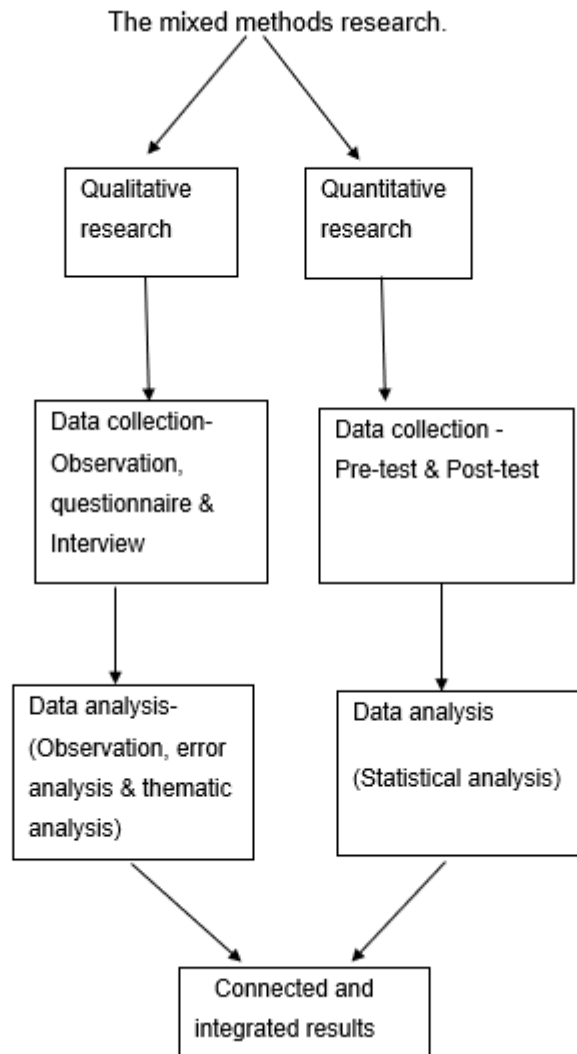 The mixed methods research.
Qualitative
research
Quantitative
research
Data collection-
Observation,
questionnaire &
Interview
Data collection -
Pre-test & Post-test
Data analysis-
(Observation, error
analysis & thematic
analysis)
Data analysis
(Statistical analysis)
Connected and
integrated results